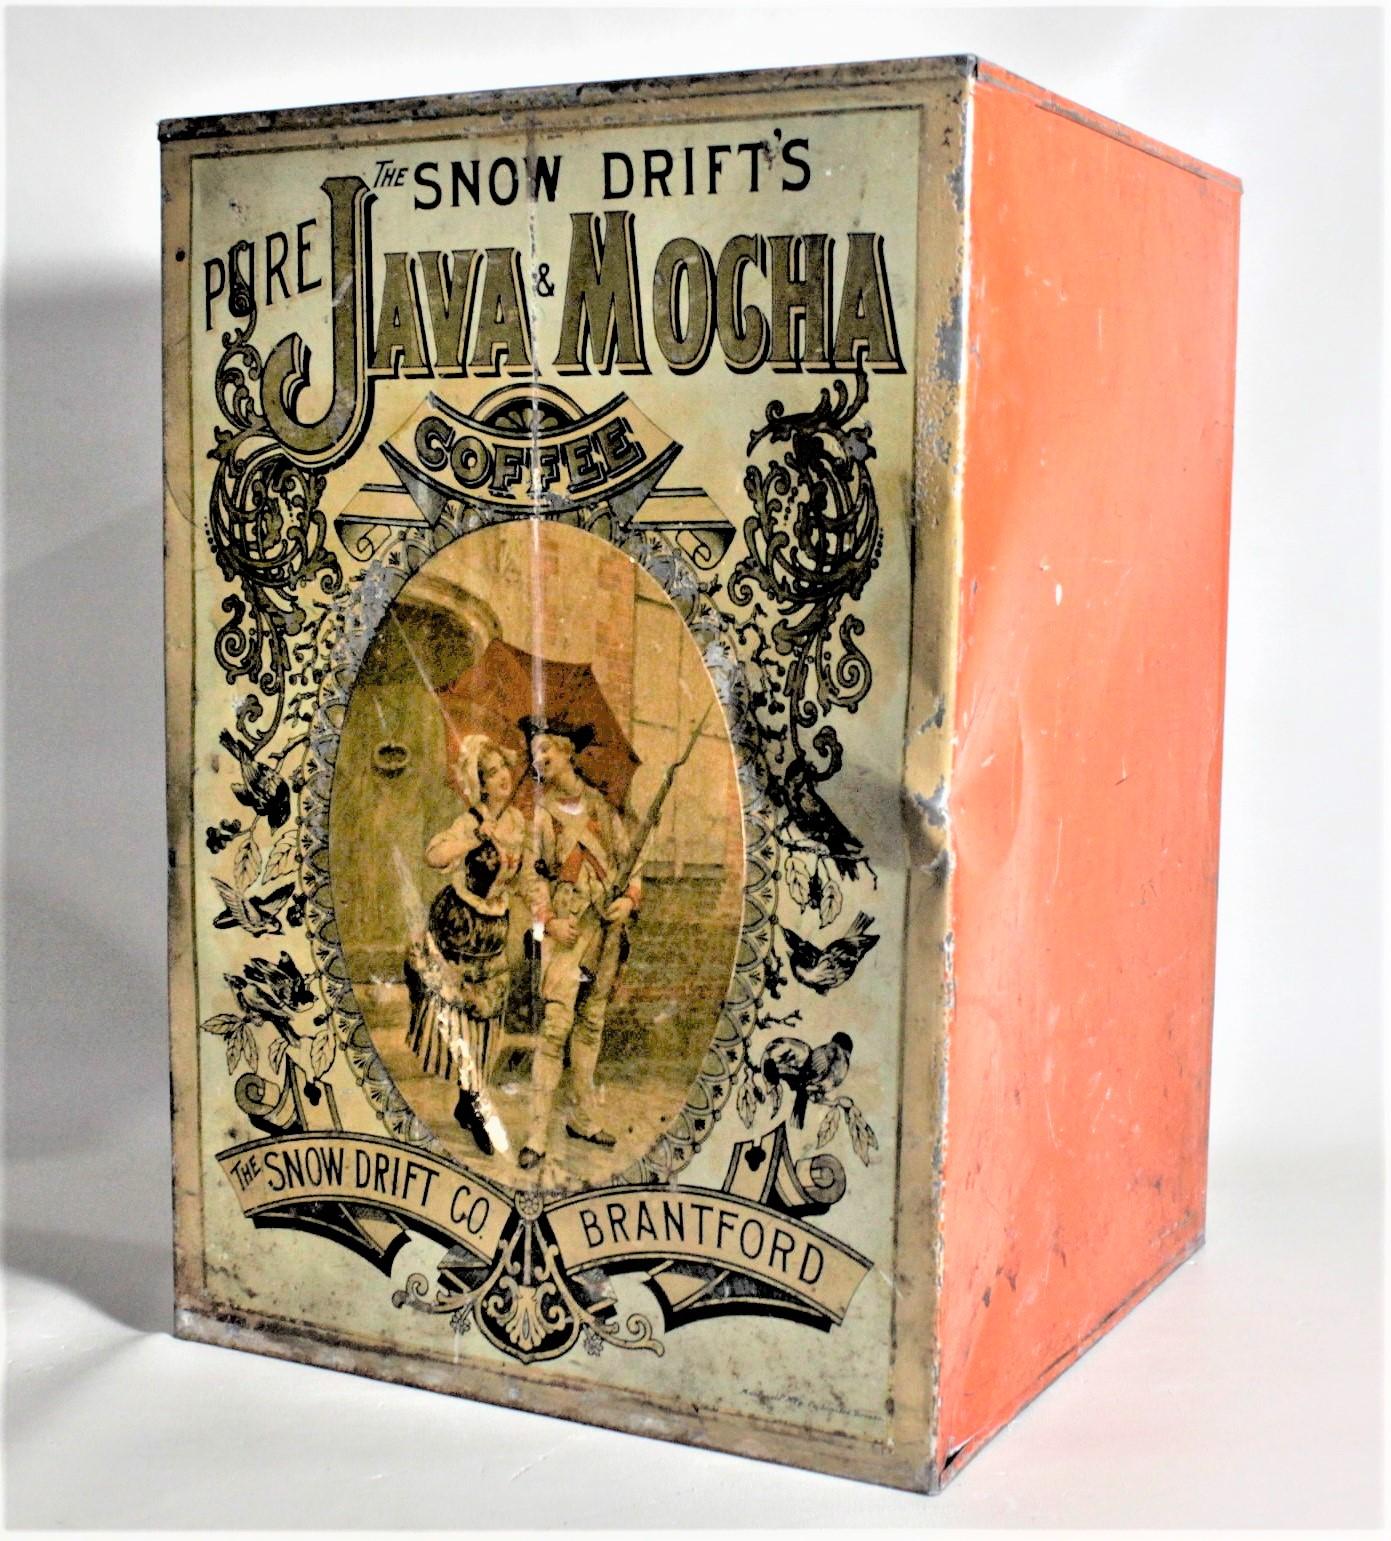 THE SNOW DRIFT'S
PURE JAVA & MOCHA
COFFEE
THE SNOW DRIFT CO. BRANTFORD